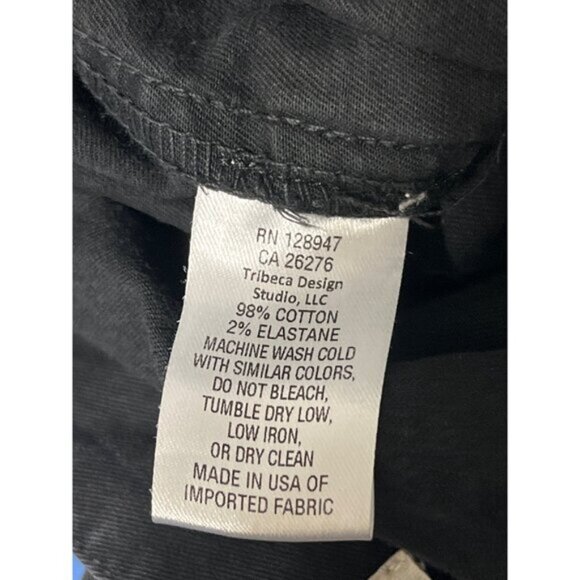 RN 128947
CA 26276
Tribeca Design
Studio, LLC
98% COTTON
2% ELASTANE
MACHINE WASH COLD
WITH SIMILAR COLORS,
DO NOT BLEACH,
TUMBLE DRY LOW,
LOW IRON,
OR DRY CLEAN
MADE IN USA OF
IMPORTED FABRIC